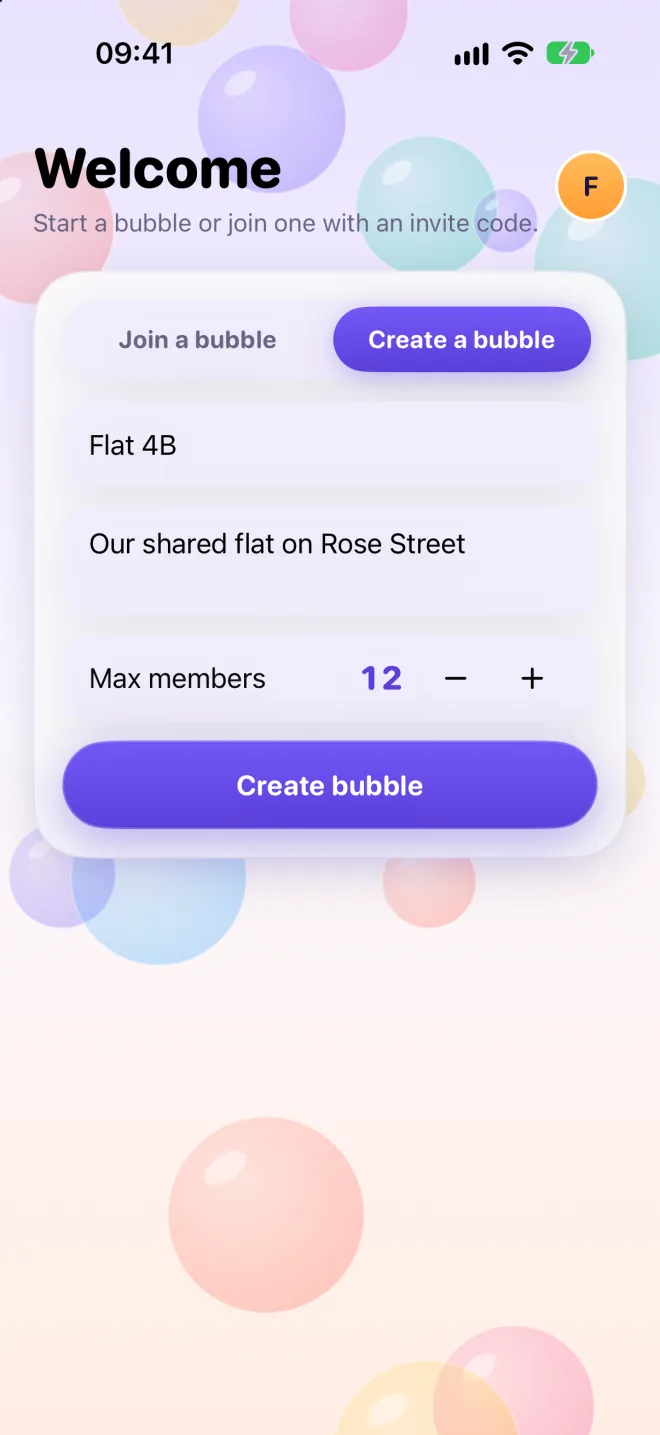 09:41
Welcome
F
Start a bubble or join one with an invite code.
Join a bubble
Create a bubble
Flat 4B
Our shared flat on Rose Street
Max members 12 − +
Create bubble